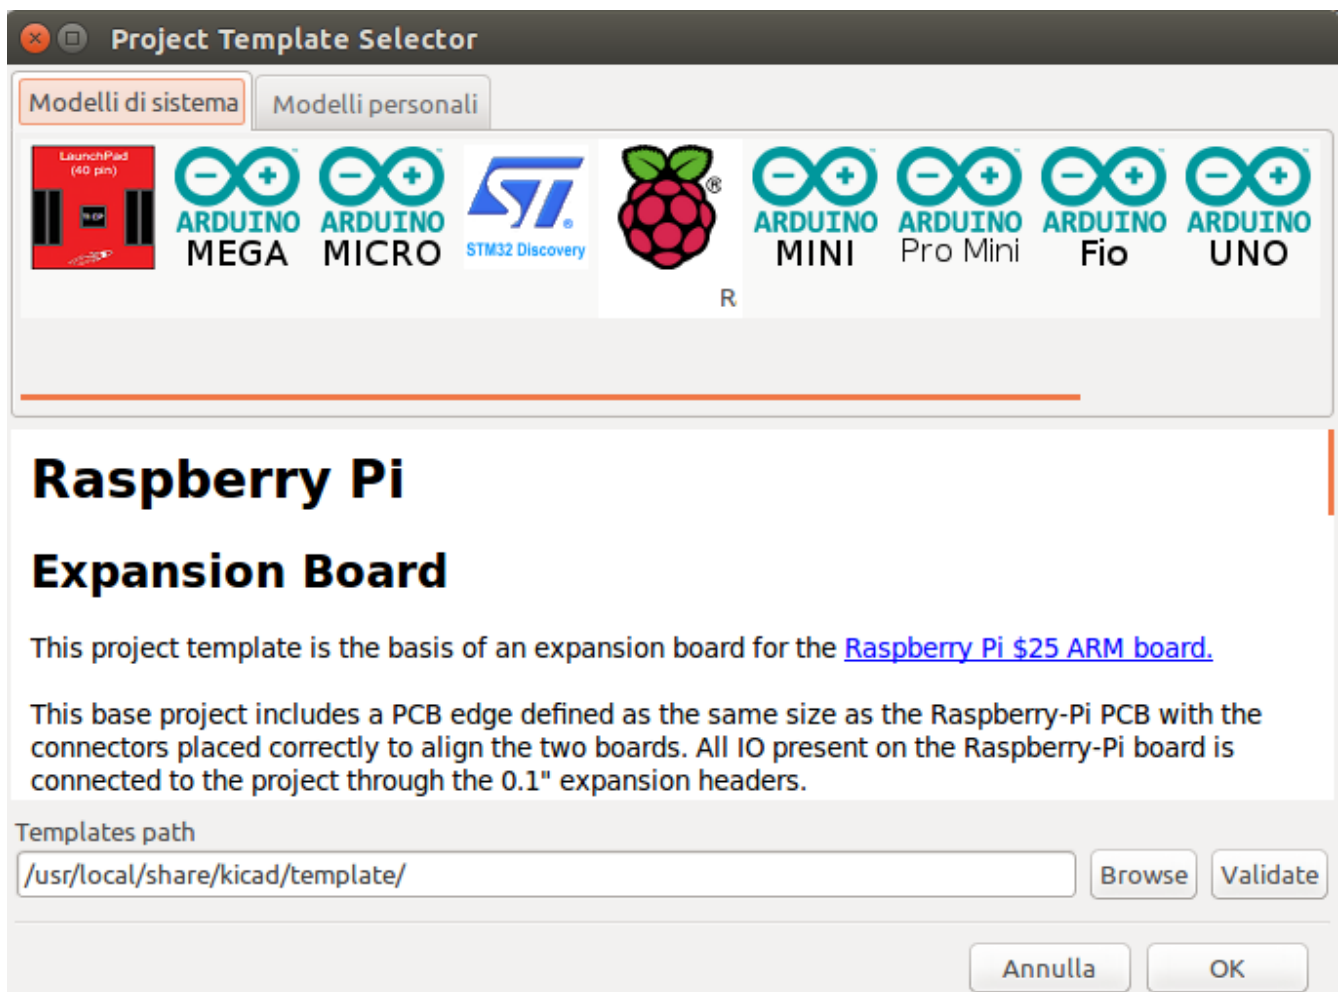 Project Template Selector
Modelli di sistema
Modelli personali
LaunchPad
(40 pin)
ARDUINO
MEGA
ARDUINO
MICRO
STM32 Discovery
R
ARDUINO
MINI
ARDUINO
Pro Mini
ARDUINO
Fio
ARDUINO
UNO
Raspberry Pi
Expansion Board
This project template is the basis of an expansion board for the Raspberry Pi $25 ARM board.
This base project includes a PCB edge defined as the same size as the Raspberry-Pi PCB with the
connectors placed correctly to align the two boards. All IO present on the Raspberry-Pi board is
connected to the project through the 0.1" expansion headers.
Templates path
/usr/local/share/kicad/template/
Browse
Validate
Annulla
OK